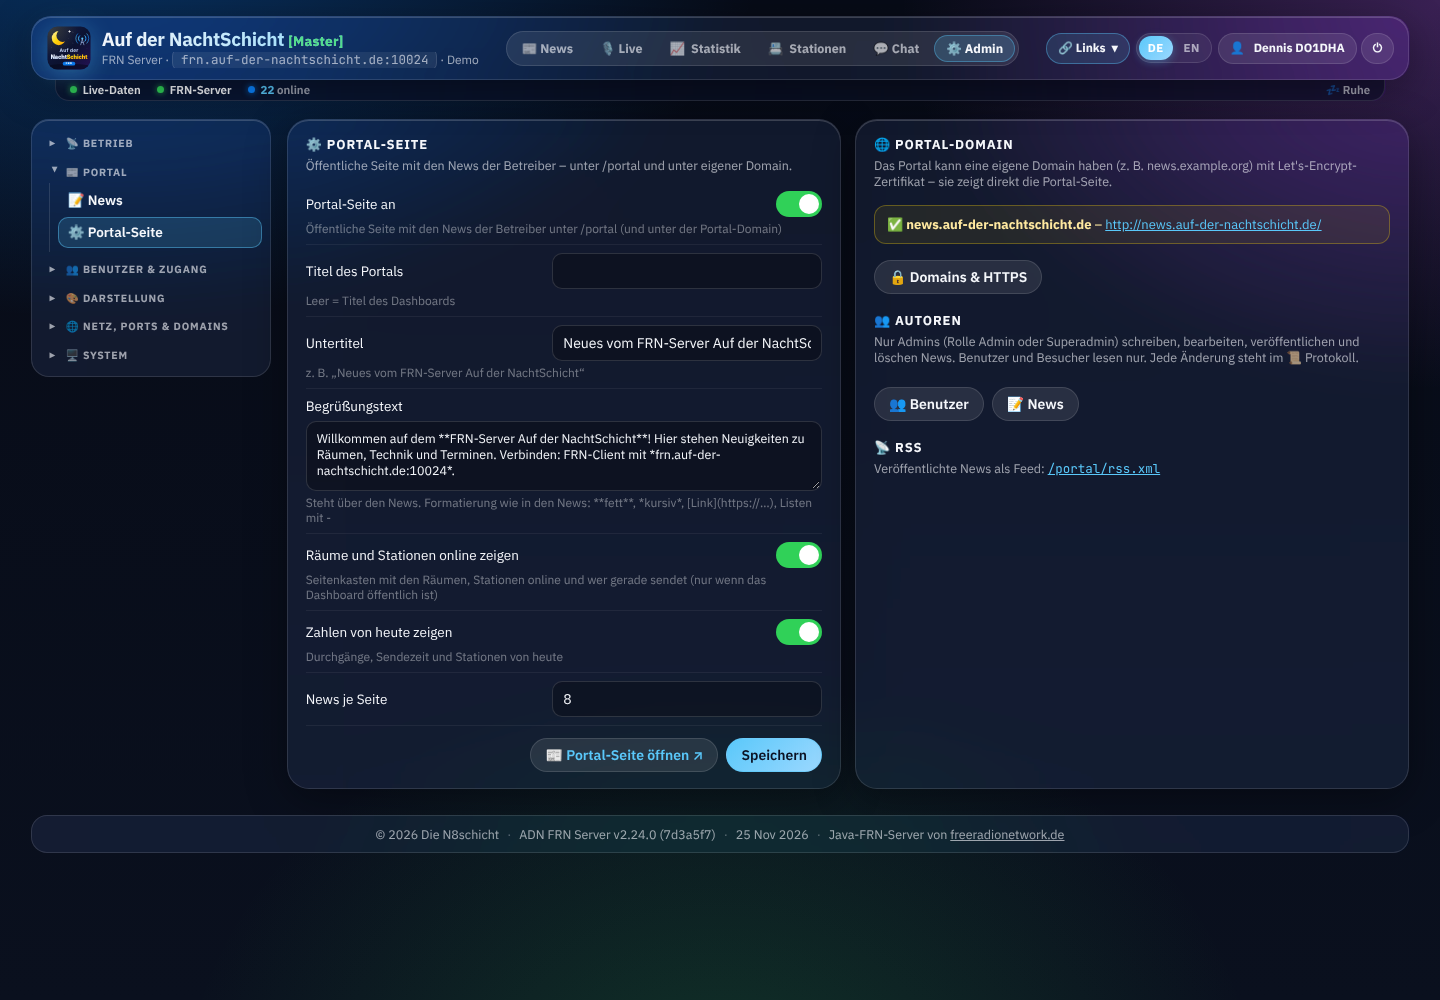 Auf der NachtSchicht [Master]
FRN Server · frn.auf-der-nachtschicht.de:10024 · Demo
📰 News
🎙️ Live
📈 Statistik
📇 Stationen
💬 Chat
⚙️ Admin
🔗 Links ▾
DE EN
👤 Dennis DO1DHA
Auf der
NachtSchicht
Live-Daten
FRN-Server
22 online
💤 Ruhe
▸ 📡 BETRIEB
▾ 📰 PORTAL
📝 News
⚙️ Portal-Seite
▸ 👥 BENUTZER & ZUGANG
▸ 🎨 DARSTELLUNG
▸ 🌐 NETZ, PORTS & DOMAINS
▸ 🖥️ SYSTEM
⚙️ PORTAL-SEITE
Öffentliche Seite mit den News der Betreiber – unter /portal und unter eigener Domain.
Portal-Seite an
Öffentliche Seite mit den News der Betreiber unter /portal (und unter der Portal-Domain)
Titel des Portals
Leer = Titel des Dashboards
Untertitel
Neues vom FRN-Server Auf der NachtSc
z. B. „Neues vom FRN-Server Auf der NachtSchicht“
Begrüßungstext
Willkommen auf dem **FRN-Server Auf der NachtSchicht**! Hier stehen Neuigkeiten zu
Räumen, Technik und Terminen. Verbinden: FRN-Client mit *frn.auf-der-
nachtschicht.de:10024*.
Steht über den News. Formatierung wie in den News: **fett**, *kursiv*, [Link](https://…), Listen
mit -
Räume und Stationen online zeigen
Seitenkasten mit den Räumen, Stationen online und wer gerade sendet (nur wenn das
Dashboard öffentlich ist)
Zahlen von heute zeigen
Durchgänge, Sendezeit und Stationen von heute
News je Seite
8
📰 Portal-Seite öffnen ↗
Speichern
🌐 PORTAL-DOMAIN
Das Portal kann eine eigene Domain haben (z. B. news.example.org) mit Let's-Encrypt-
Zertifikat – sie zeigt direkt die Portal-Seite.
✅ news.auf-der-nachtschicht.de – http://news.auf-der-nachtschicht.de/
🔒 Domains & HTTPS
👥 AUTOREN
Nur Admins (Rolle Admin oder Superadmin) schreiben, bearbeiten, veröffentlichen und
löschen News. Benutzer und Besucher lesen nur. Jede Änderung steht im 📜 Protokoll.
👥 Benutzer
📝 News
📡 RSS
Veröffentlichte News als Feed: /portal/rss.xml
© 2026 Die N8schicht · ADN FRN Server v2.24.0 (7d3a5f7) · 25 Nov 2026 · Java-FRN-Server von freeradionetwork.de